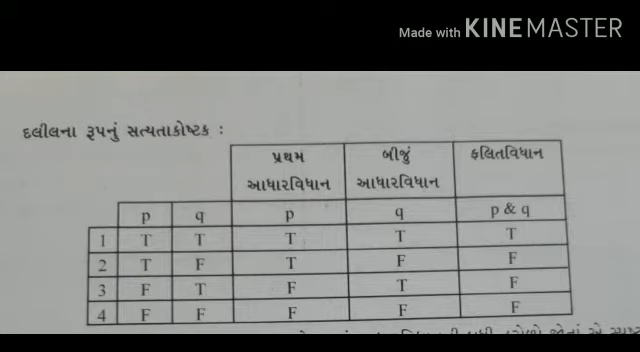 Made with KINEMASTER
દલીલના રૂપનું સત્યતાકોષ્ટક :
પ્રથમ આધારવિધાન બીજું આધારવિધાન ફલિતવિધાન
p q p q p & q
1 T T T T T
2 T F T F F
3 F T F T F
4 F F F F F